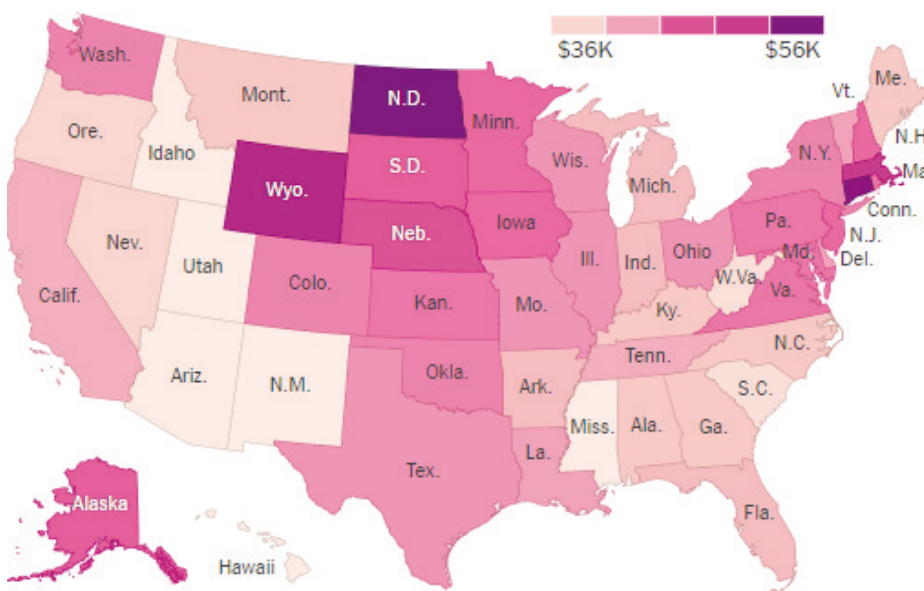 $36K $56K
Wash.
Mont.
N.D.
Minn.
Vt.
Me.
Ore.
Idaho
S.D.
Wis.
N.Y.
N.H
Wyo.
Mich.
Ma
Neb.
Iowa
Pa.
Conn.
Nev.
Utah
Colo.
Ill.
Ind.
Ohio
Md.
N.J.
Del.
W.Va.
Va.
Calif.
Kan.
Mo.
Ky.
N.C.
Tenn.
Ariz.
N.M.
Okla.
Ark.
S.C.
Miss.
Ala.
Ga.
Tex.
La.
Alaska
Fla.
Hawaii